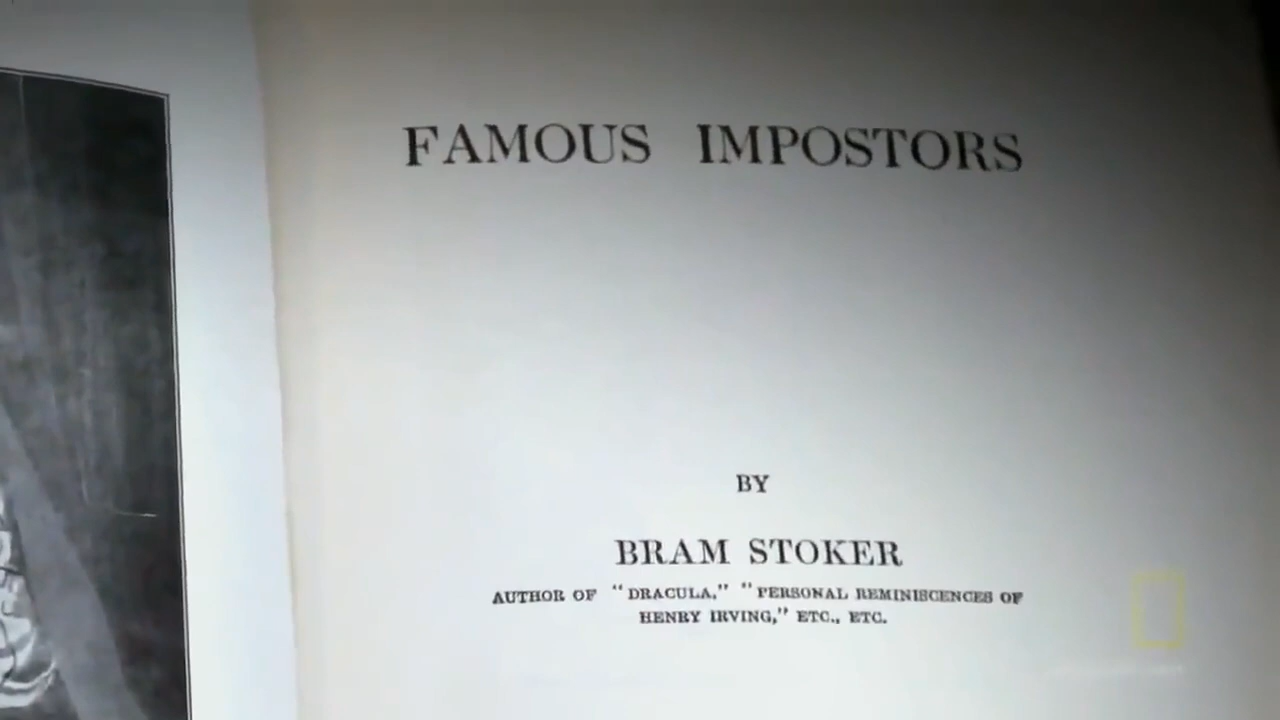 FAMOUS IMPOSTORS
BY
BRAM STOKER
AUTHOR OF "DRACULA," "PERSONAL REMINISCENCES OF
HENRY IRVING," ETC., ETC.